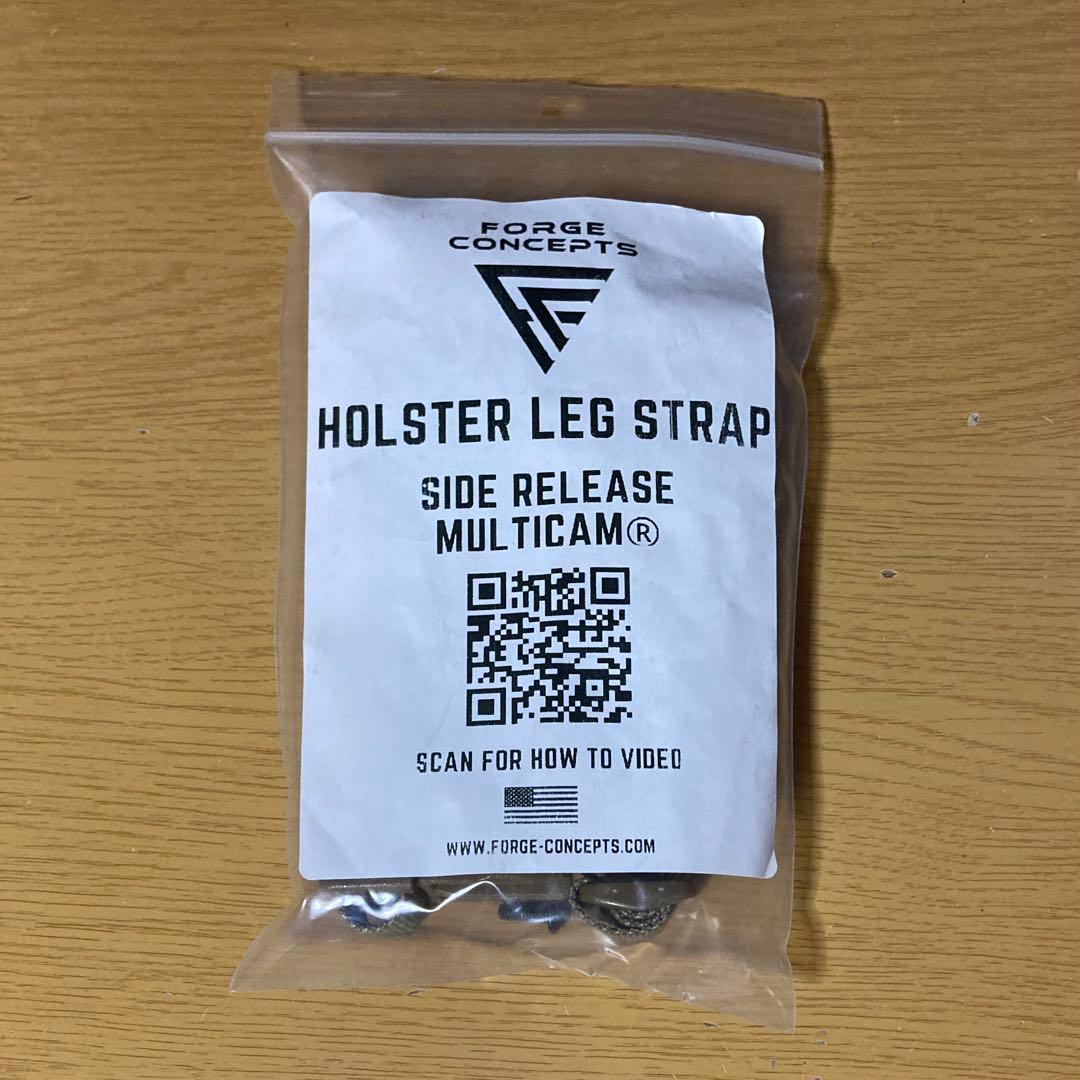 FORGE
CONCEPTS
HOLSTER LEG STRAP
SIDE RELEASE
MULTICAM®
SCAN FOR HOW TO VIDEO
WWW.FORGE-CONCEPTS.COM